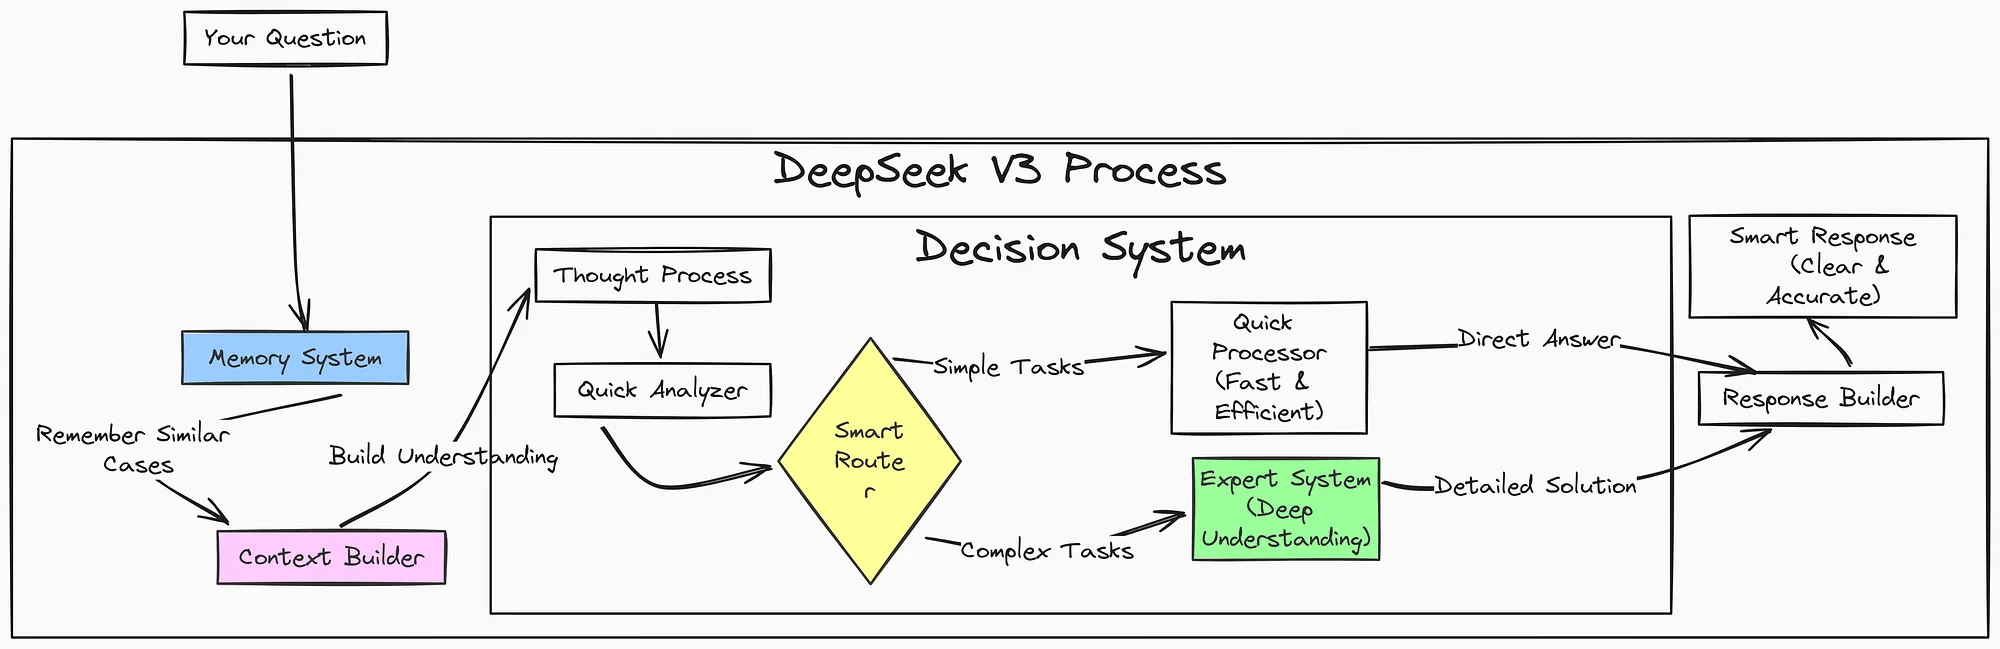 Your Question
DeepSeek V3 Process
Decision System
Thought Process
Smart Response
(Clear &
Accurate)
Memory System
Quick
Processor
(Fast &
Efficient)
Direct Answer
Simple Tasks
Quick Analyzer
Response Builder
Remember Similar
Cases
Build Understanding
Smart
Route
r
Expert System
(Deep
Understanding)
Detailed Solution
Complex Tasks
Context Builder